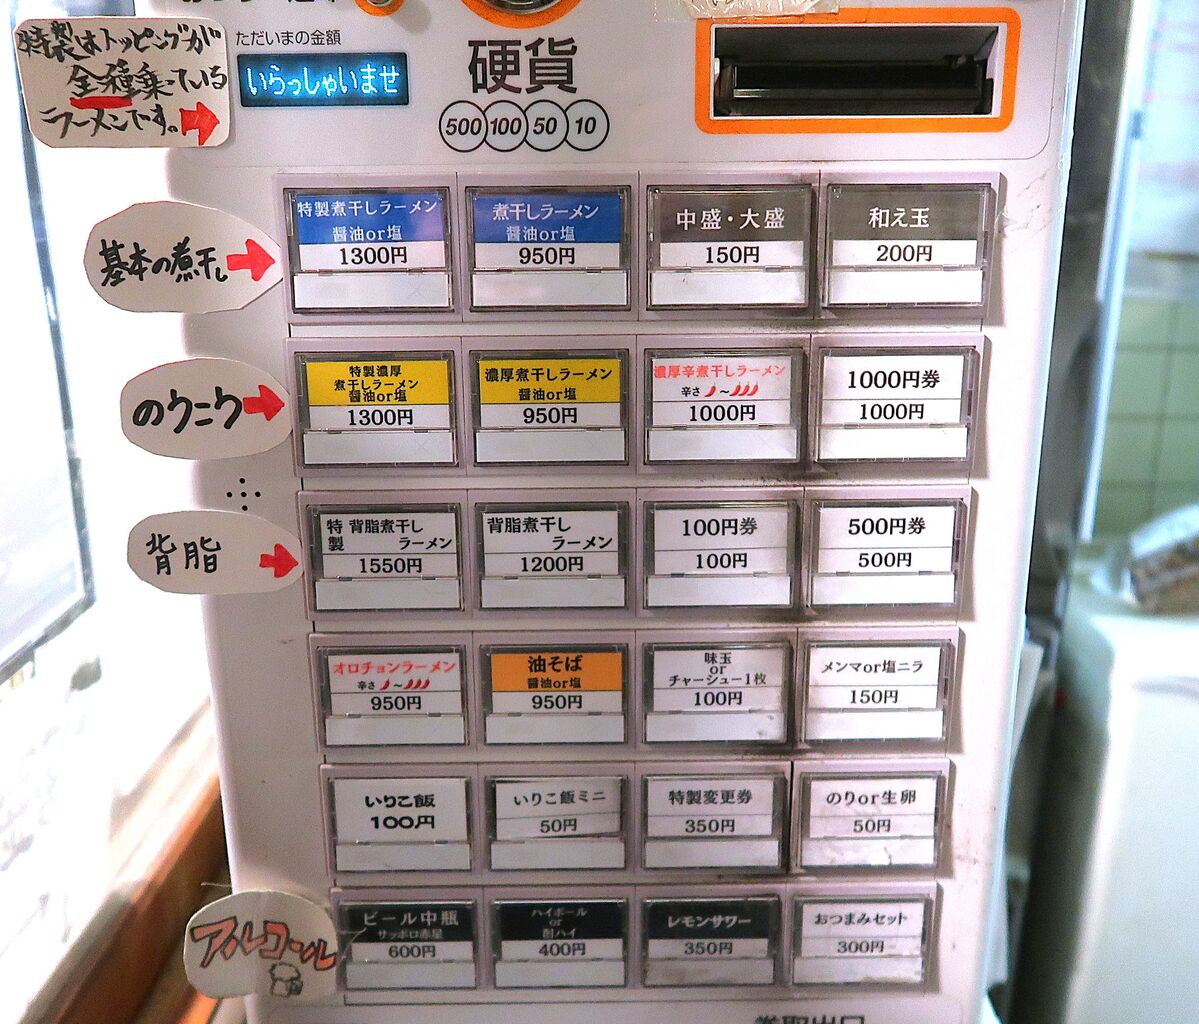 特製はトッピングが
全種乗っている
ラーメンです。
ただいまの金額
いらっしゃいませ
硬貨
500 100 50 10
基本の煮干し
特製煮干しラーメン
醤油or塩
1300円
煮干しラーメン
醤油or塩
950円
中盛・大盛
150円
和え玉
200円
のうこう
特製濃厚
煮干しラーメン
醤油or塩
1300円
濃厚煮干しラーメン
醤油or塩
950円
濃厚辛煮干しラーメン
辛さ ~
1000円
1000円券
1000円
背脂
特製 背脂煮干し
ラーメン
1550円
背脂煮干し
ラーメン
1200円
100円券
100円
500円券
500円
オロチョンラーメン
辛さ ~
950円
油そば
醤油or塩
950円
味玉
or
チャーシュー1枚
100円
メンマor塩ニラ
150円
いりこ飯
100円
いりこ飯ミニ
50円
特製変更券
350円
のりor生卵
50円
アルコール
ビール中瓶
サッポロ赤星
600円
ハイボール
or
酎ハイ
400円
レモンサワー
350円
おつまみセット
300円
券取出口